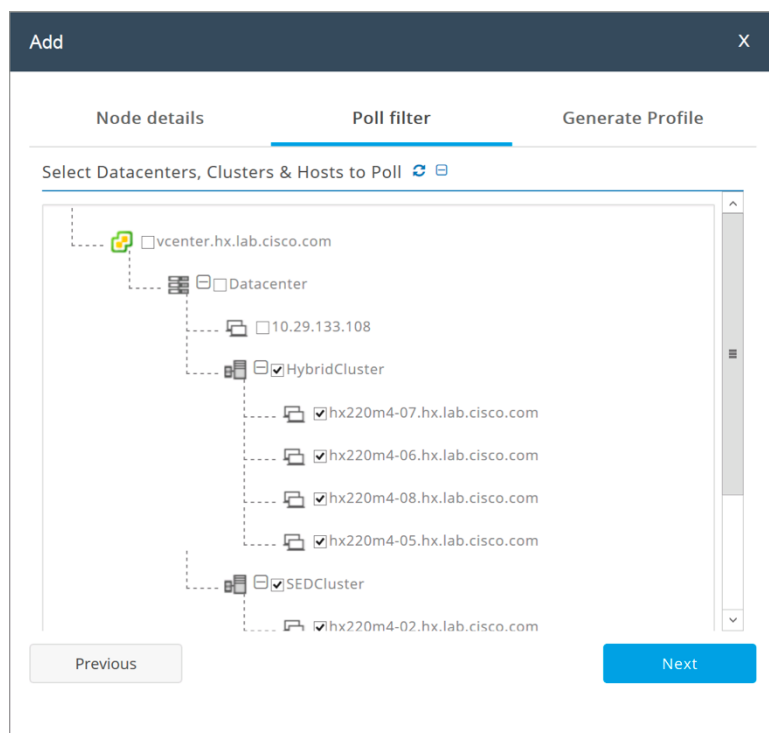 Add X
Node details Poll filter Generate Profile
Select Datacenters, Clusters & Hosts to Poll
vcenter.hx.lab.cisco.com
Datacenter
10.29.133.108
HybridCluster
hx220m4-07.hx.lab.cisco.com
hx220m4-06.hx.lab.cisco.com
hx220m4-08.hx.lab.cisco.com
hx220m4-05.hx.lab.cisco.com
SEDCluster
hx220m4-02.hx.lab.cisco.com
Previous Next